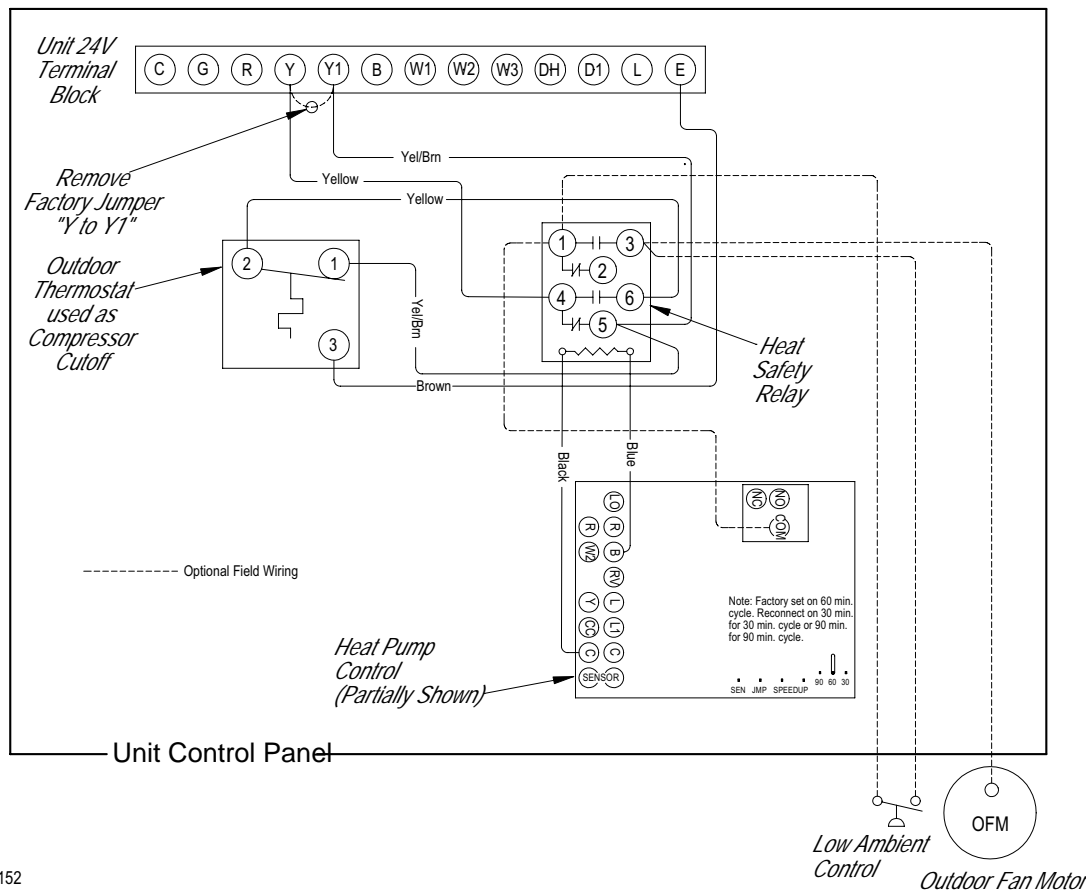 Unit 24V
Terminal
Block
C G R Y Y1 B W1 W2 W3 DH D1 L E
Remove
Factory Jumper
"Y to Y1"
Yel/Brn
Yellow
Yellow
Outdoor
Thermostat
used as
Compressor
Cutoff
2 1
3
Yel/Brn
Brown
1 3
2
4 6
5
Heat
Safety
Relay
Black
Blue
Optional Field Wiring
LO
R R
W2 B
RV
Y L
CC L1
C C
SENSOR
NC NO
COM
Note: Factory set on 60 min.
cycle. Reconnect on 30 min.
for 30 min. cycle or 90 min.
for 90 min. cycle.
90 60 30
SEN JMP SPEEDUP
Heat Pump
Control
(Partially Shown)
Unit Control Panel
OFM
Low Ambient
Control
Outdoor Fan Motor
152